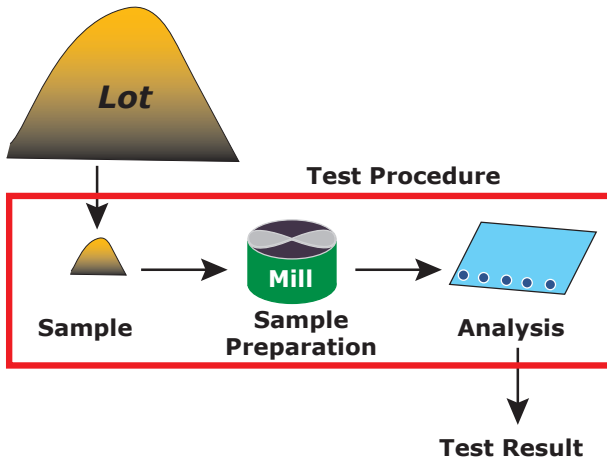 Lot
Test Procedure
Mill
Sample
Sample
Preparation
Analysis
Test Result